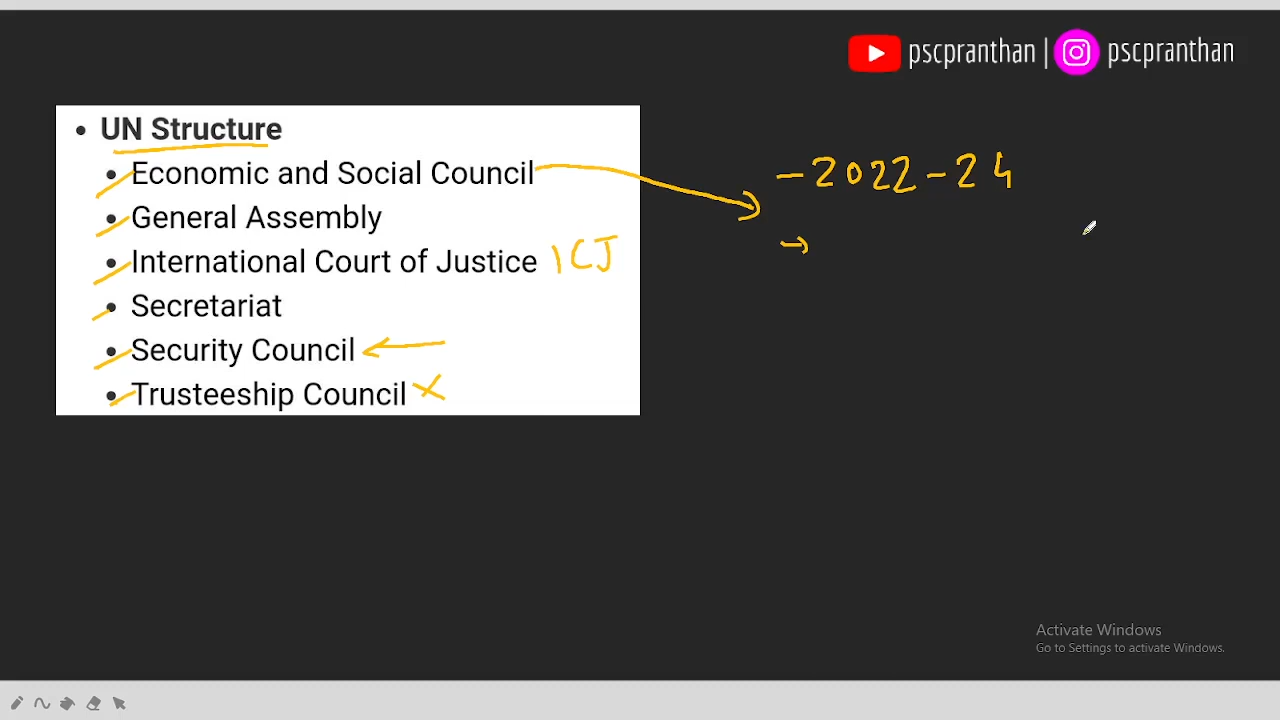 pscpranthan | pscpranthan
• UN Structure
• Economic and Social Council
-2022-24
• General Assembly
• International Court of Justice ICJ
• Secretariat
• Security Council
• Trusteeship Council
Activate Windows
Go to Settings to activate Windows.